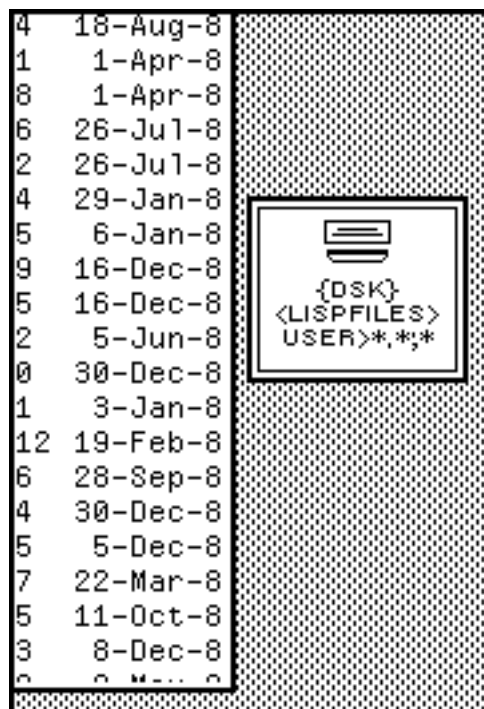 4 18-Aug-8
1 1-Apr-8
8 1-Apr-8
6 26-Jul-8
2 26-Jul-8
4 29-Jan-8
5 6-Jan-8
9 16-Dec-8
5 16-Dec-8
2 5-Jun-8
0 30-Dec-8
1 3-Jan-8
12 19-Feb-8
6 28-Sep-8
4 30-Dec-8
5 5-Dec-8
7 22-Mar-8
5 11-Oct-8
3 8-Dec-8
{DSK}
<LISPFILES>
USER>*.*;*